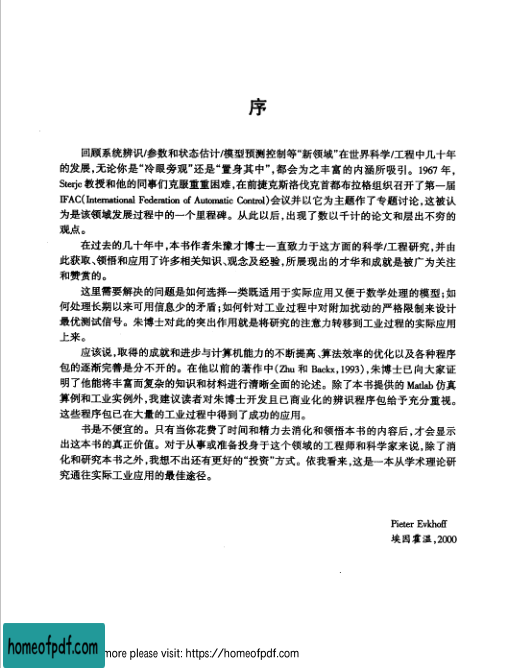 序
回顾系统辨识/参数和状态估计/模型预测控制等“新领域”在世界科学/工程中几十年
的发展,无论你是“冷眼旁观”还是“置身其中”,都会为之丰富的内涵所吸引。1967 年,
Sterje 教授和他的同事们克服重重困难,在前捷克斯洛伐克首都布拉格组织召开了第一届
IFAC(International Federation of Automatic Control)会议并以它为主题作了专题讨论,这被认
为是该领域发展过程中的一个里程碑。从此以后,出现了数以千计的论文和层出不穷的
观点。
在过去的几十年中,本书作者朱豫才博士一直致力于这方面的科学/工程研究,并由
此获取、领悟和应用了许多相关知识、观念及经验,所展现出的才华和成就是被广为关注
和赞赏的。
这里需要解决的问题是如何选择一类既适用于实际应用又便于数学处理的模型;如
何处理长期以来可用信息少的矛盾;如何针对工业过程中对附加扰动的严格限制来设计
最优测试信号。朱博士对此的突出作用就是将研究的注意力转移到工业过程的实际应用
上来。
应该说,取得的成就和进步与计算机能力的不断提高、算法效率的优化以及各种程序
包的逐渐完善是分不开的。在他以前的著作中(Zhu 和 Backx,1993),朱博士已向大家证
明了他能将丰富而复杂的知识和材料进行清晰全面的论述。除了本书提供的 Matlab 仿真
算例和工业实例外,我建议读者对朱博士开发且已商业化的辨识程序包给予充分重视。
这些程序包已在大量的工业过程中得到了成功的应用。
书是不便宜的。只有当你花费了时间和精力去消化和领悟本书的内容后,才会显示
出这本书的真正价值。对于从事或准备投身于这个领域的工程师和科学家来说,除了消
化和研究本书之外,我想不出还有更好的“投资”方式。依我看来,这是一本从学术理论研
究通往实际工业应用的最佳途径。
Pieter Evkhoff
埃因霍温,2000
homeofpdf.com
more please visit: https://homeofpdf.com